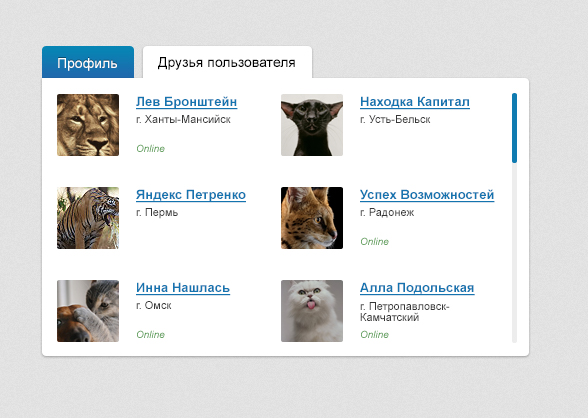 Профиль
Друзья пользователя
Лев Бронштейн
г. Ханты-Мансийск
Online
Находка Капитал
г. Усть-Бельск
Яндекс Петренко
г. Пермь
Успех Возможностей
г. Радонеж
Online
Инна Нашлась
г. Омск
Online
Алла Подольская
г. Петропавловск-
Камчатский
Online